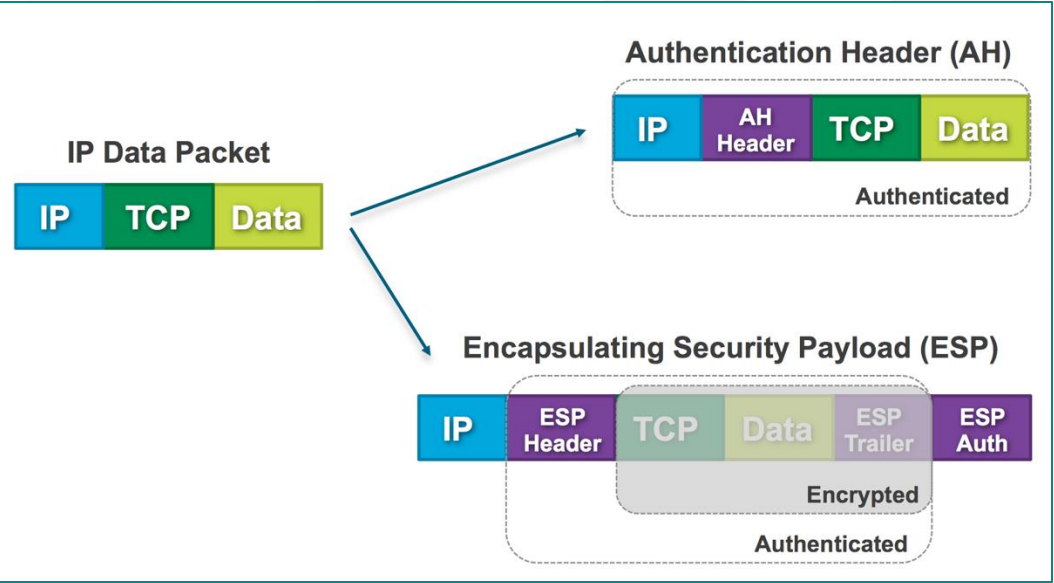 Authentication Header (AH)
IP
AH
Header
TCP
Data
Authenticated
IP Data Packet
IP
TCP
Data
Encapsulating Security Payload (ESP)
IP
ESP
Header
TCP
Data
ESP
Trailer
ESP
Auth
Encrypted
Authenticated